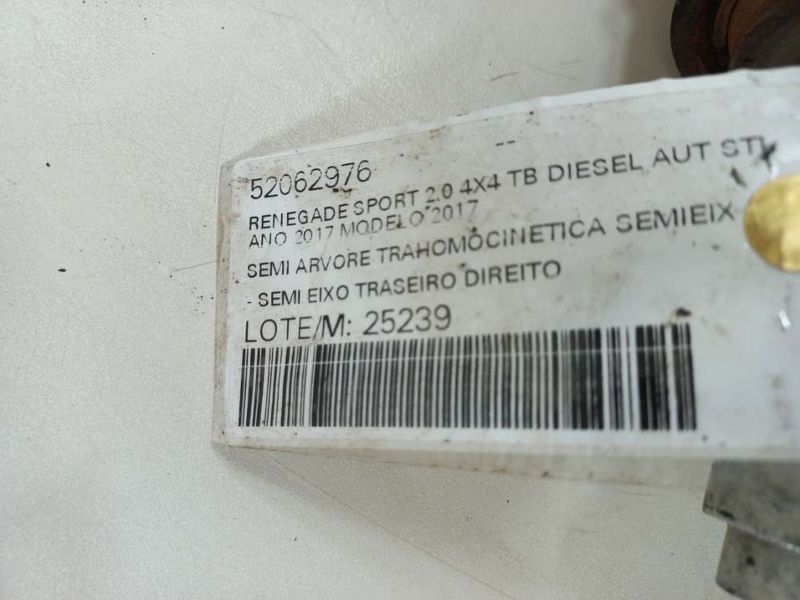 52062976
RENEGADE SPORT 2.0 4X4 TB DIESEL AUT
ANO 2017 MODELO 2017
SEMI ARVORE TRAHOMOCINETICA SEMIEIX
- SEMI EIXO TRASEIRO DIREITO
LOTE/M: 25239